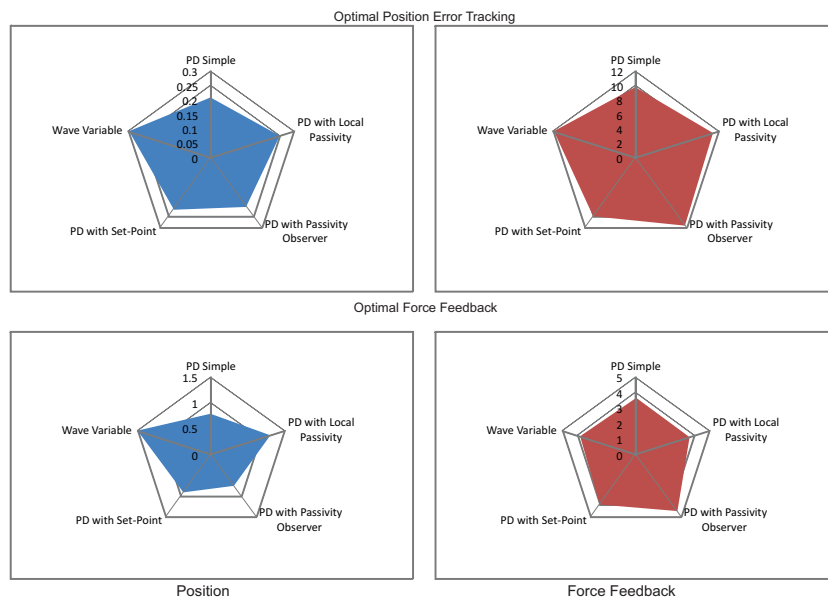 Optimal Position Error Tracking
PD Simple
0.3
0.25
0.2
0.15
0.1
0.05
0
PD with Local
Passivity
PD with Passivity
Observer
PD with Set-Point
Wave Variable
PD Simple
12
10
8
6
4
2
0
PD with Local
Passivity
PD with Passivity
Observer
PD with Set-Point
Wave Variable
Optimal Force Feedback
PD Simple
1.5
1
0.5
0
PD with Local
Passivity
PD with Passivity
Observer
PD with Set-Point
Wave Variable
PD Simple
5
4
3
2
1
0
PD with Local
Passivity
PD with Passivity
Observer
PD with Set-Point
Wave Variable
Position
Force Feedback